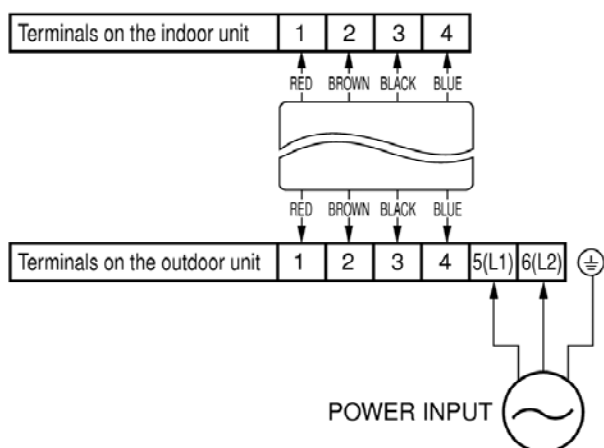 Terminals on the indoor unit 1 2 3 4
RED BROWN BLACK BLUE
RED BROWN BLACK BLUE
Terminals on the outdoor unit 1 2 3 4 5(L1) 6(L2)
POWER INPUT